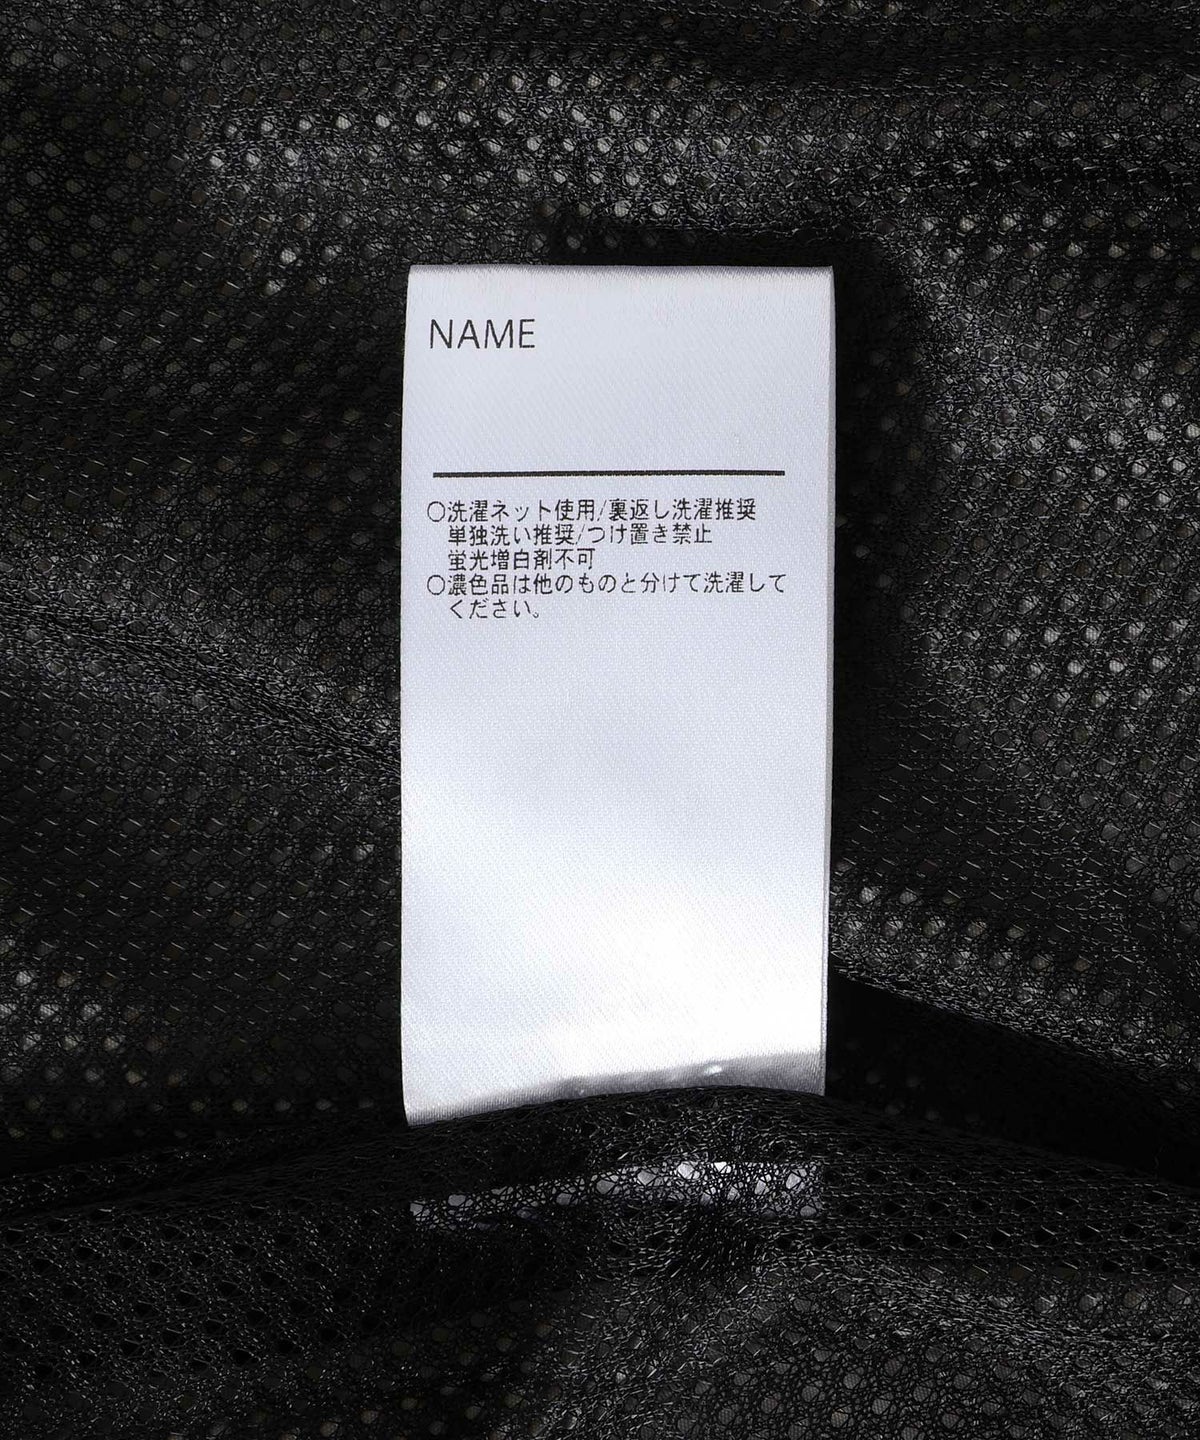 NAME
○洗濯ネット使用/裏返し洗濯推奨
単独洗い推奨/つけ置き禁止
蛍光増白剤不可
○濃色品は他のものと分けて洗濯して
ください。